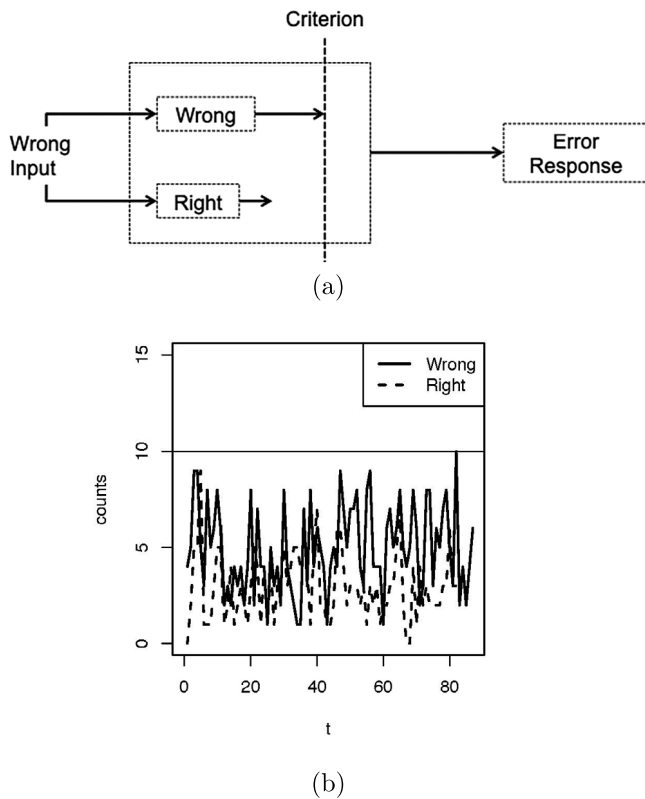 Criterion
Wrong
Wrong
Input
Right
Error
Response
(a)
15
10
5
0
counts
Wrong
Right
0 20 40 60 80
t
(b)